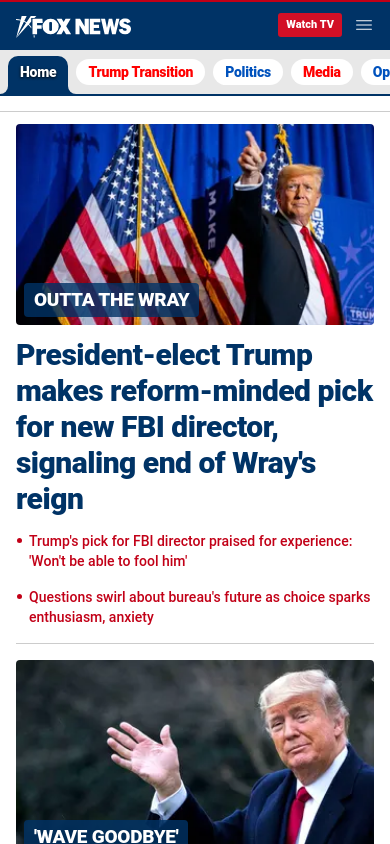 FOX NEWS
Watch TV
Home
Trump Transition
Politics
Media
Op
MAKE
TRUM
OUTTA THE WRAY
President-elect Trump
makes reform-minded pick
for new FBI director,
signaling end of Wray's
reign
Trump's pick for FBI director praised for experience:
'Won't be able to fool him'
Questions swirl about bureau's future as choice sparks
enthusiasm, anxiety
'WAVE GOODBYE'